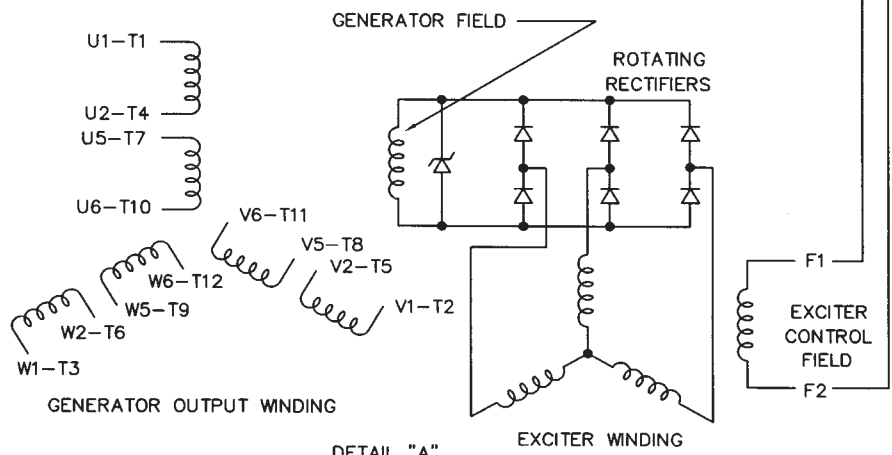 GENERATOR FIELD
U1-T1
ROTATING
RECTIFIERS
U2-T4
U5-T7
U6-T10
V6-T11
V5-T8
W6-T12
V2-T5
W5-T9
V1-T2
W2-T6
W1-T3
F1
EXCITER
CONTROL
FIELD
F2
GENERATOR OUTPUT WINDING
EXCITER WINDING
DETAIL "A"